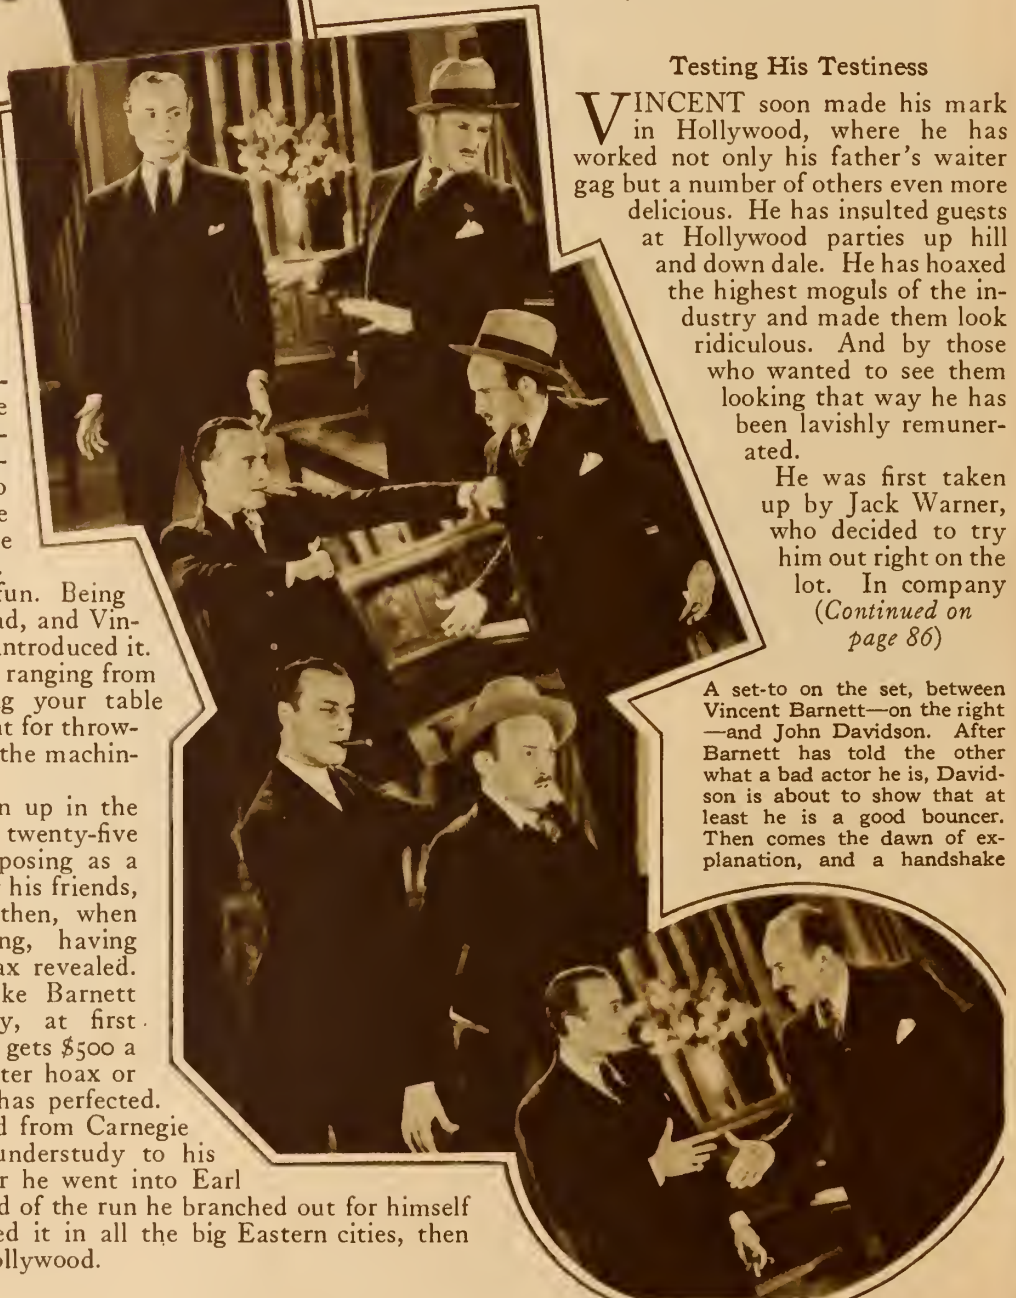 e
o
e
e
fun. Being
nd, and Vin-
introduced it.
ranging from
g your table
nt for throw-
the machin-
n up in the
twenty-five
posing as a
his friends,
then, when
ng, having
ax revealed.
ke Barnett
y, at first
gets $500 a
ter hoax or
has perfected.
d from Carnegie
understudy to his
r he went into Earl
d of the run he branched out for himself
ed it in all the big Eastern cities, then
ollywood.
Testing His Testiness
VINCENT soon made his mark
in Hollywood, where he has
worked not only his father's waiter
gag but a number of others even more
delicious. He has insulted guests
at Hollywood parties up hill
and down dale. He has hoaxed
the highest moguls of the in-
dustry and made them look
ridiculous. And by those
who wanted to see them
looking that way he has
been lavishly remuner-
ated.
He was first taken
up by Jack Warner,
who decided to try
him out right on the
lot. In company
(Continued on
page 86)
A set-to on the set, between
Vincent Barnett—on the right
—and John Davidson. After
Barnett has told the other
what a bad actor he is, David-
son is about to show that at
least he is a good bouncer.
Then comes the dawn of ex-
planation, and a handshake